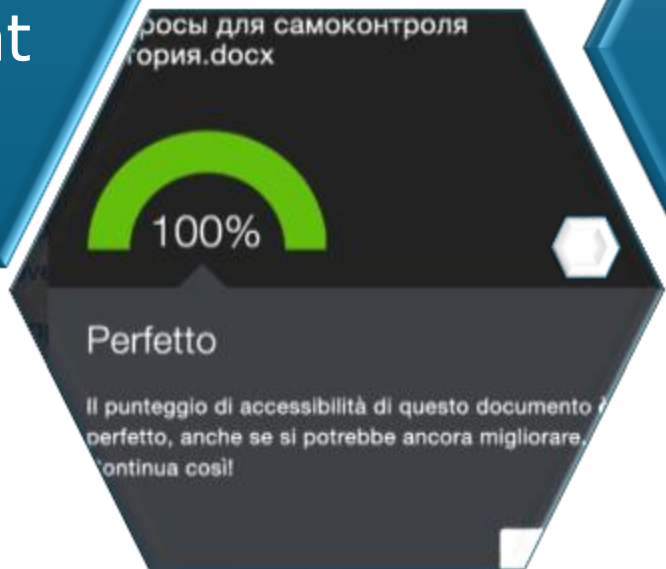 росы для самоконтроля
ория.docx
100%
Perfetto
Il punteggio di accessibilità di questo documento
perfetto, anche se si potrebbe ancora migliorare.
ontinua così!